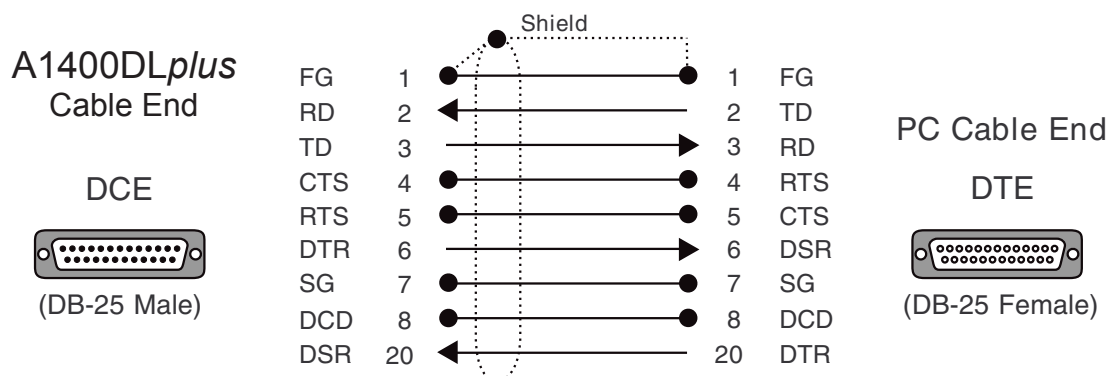 Shield
A1400DLplus
Cable End
DCE
(DB-25 Male)
FG 1 1 FG
RD 2 2 TD
TD 3 3 RD
CTS 4 4 RTS
RTS 5 5 CTS
DTR 6 6 DSR
SG 7 7 SG
DCD 8 8 DCD
DSR 20 20 DTR
PC Cable End
DTE
(DB-25 Female)